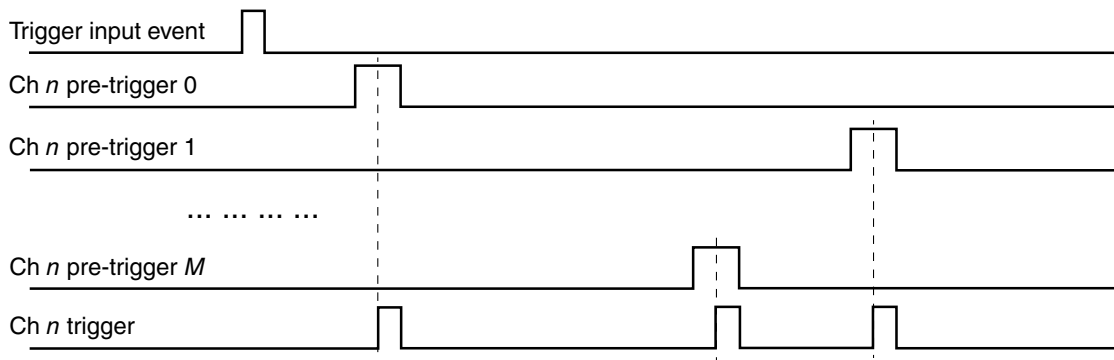 Trigger input event
Ch n pre-trigger 0
Ch n pre-trigger 1
... ... ... ...
Ch n pre-trigger M
Ch n trigger